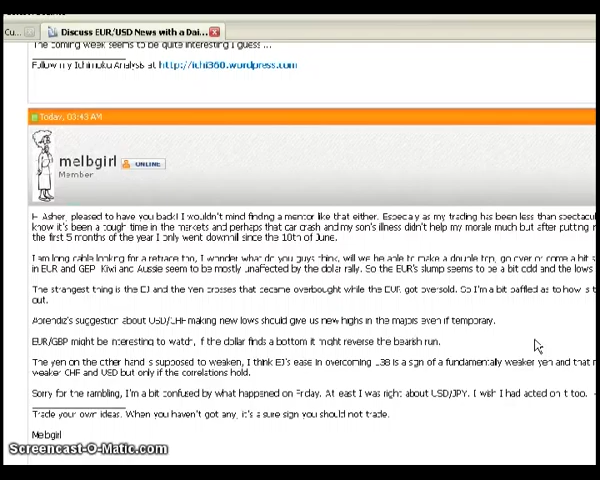 Cu...
Discuss EUR/USD News with a Dai...
The coming week seems to be quite interesting I guess ...
Follow my Ichimoku Analysis at http://ichi360.wordpress.com
Today, 03:43 AM
melbgirl ONLINE
Member
Hi Asher, pleased to have you back! I wouldn't mind finding a mentor like that either. Especially as my trading has been less than spectacul
know it's been a tough time in the markets and perhaps that car crash and my son's illness didn't help my morale much but after putting
the first 5 months of the year I only went downhill since the 10th of June.
I am long cable looking for a retrace too, I wonder what do you guys think, will we be able to make a double top, go over or come a bit s
in EUR and GBP. Kiwi and Aussie seem to be mostly unaffected by the dollar rally. So the EUR's slump seems to be a bit odd and the lows
The strangest thing is the EJ and the Yen crosses that became overbought while the EUR got oversold. So I'm a bit baffled as to how is t
out.
Aprendiz's suggestion about USD/CHF making new lows should give us new highs in the majors even if temporary.
EUR/GBP might be interesting to watch, if the dollar finds a bottom it might reverse the bearish run.
The yen on the other hand is supposed to weaken, I think EJ's ease in overcoming 138 is a sign of a fundamentally weaker yen and that
weaker CHF and USD but only if the correlations hold.
Sorry for the rambling, I'm a bit confused by what happened on Friday. At least I was right about USD/JPY. I wish I had acted on it too.
Trade your own ideas. When you haven't got any, it's a sure sign you should not trade.
Melbgirl
Screencast-O-Matic.com